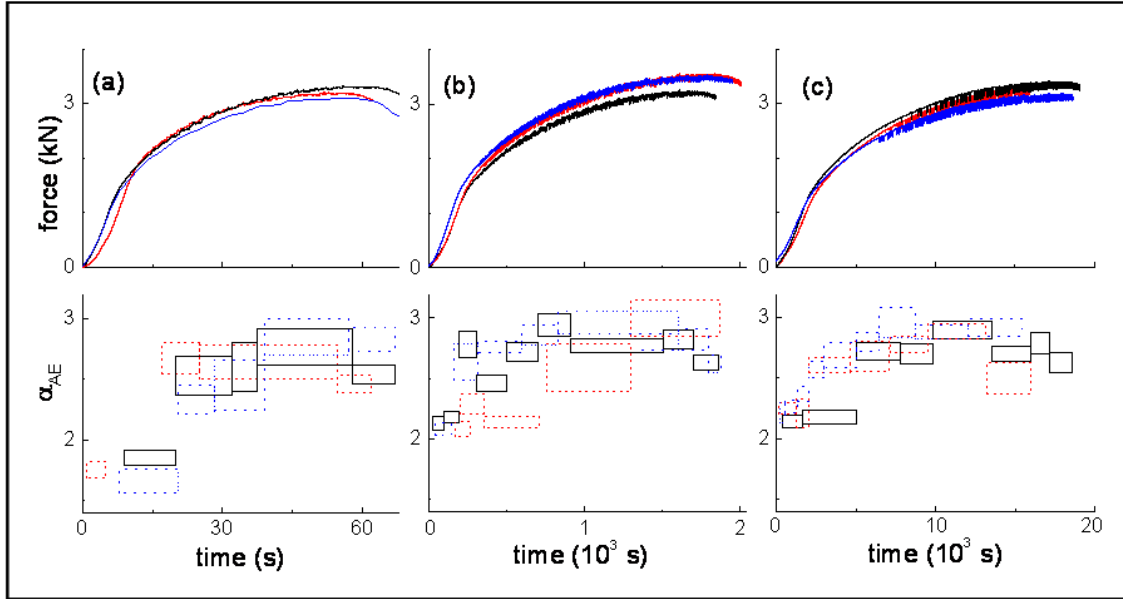 (a) (b) (c)
force (kN)
3 3 3
0 0 0
α_AE
3 3 3
2 2 2
0 30 60 0 1 2 0 10 20
time (s) time (10³ s) time (10³ s)